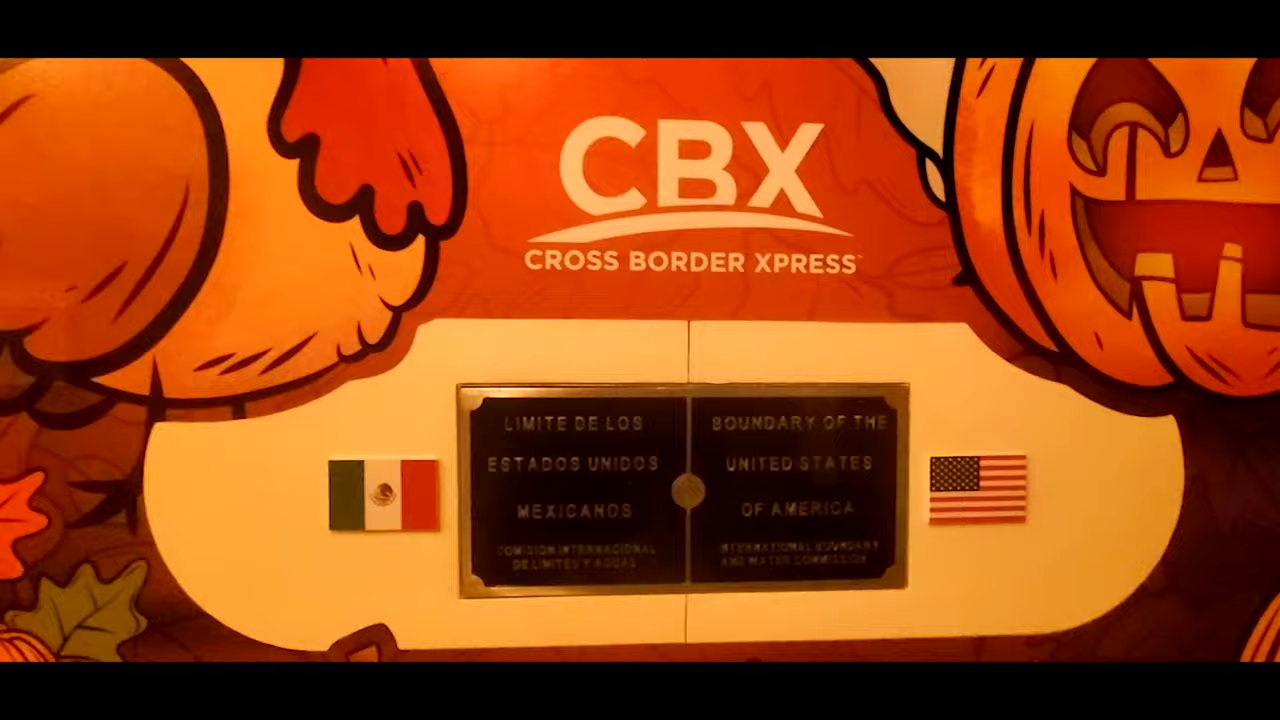 CBX
CROSS BORDER XPRESS
LIMITE DE LOS
ESTADOS UNIDOS
MEXICANOS
COMISION INTERNACIONAL
DE LIMITES Y AGUAS
BOUNDARY OF THE
UNITED STATES
OF AMERICA
INTERNATIONAL BOUNDARY
AND WATER COMMISSION